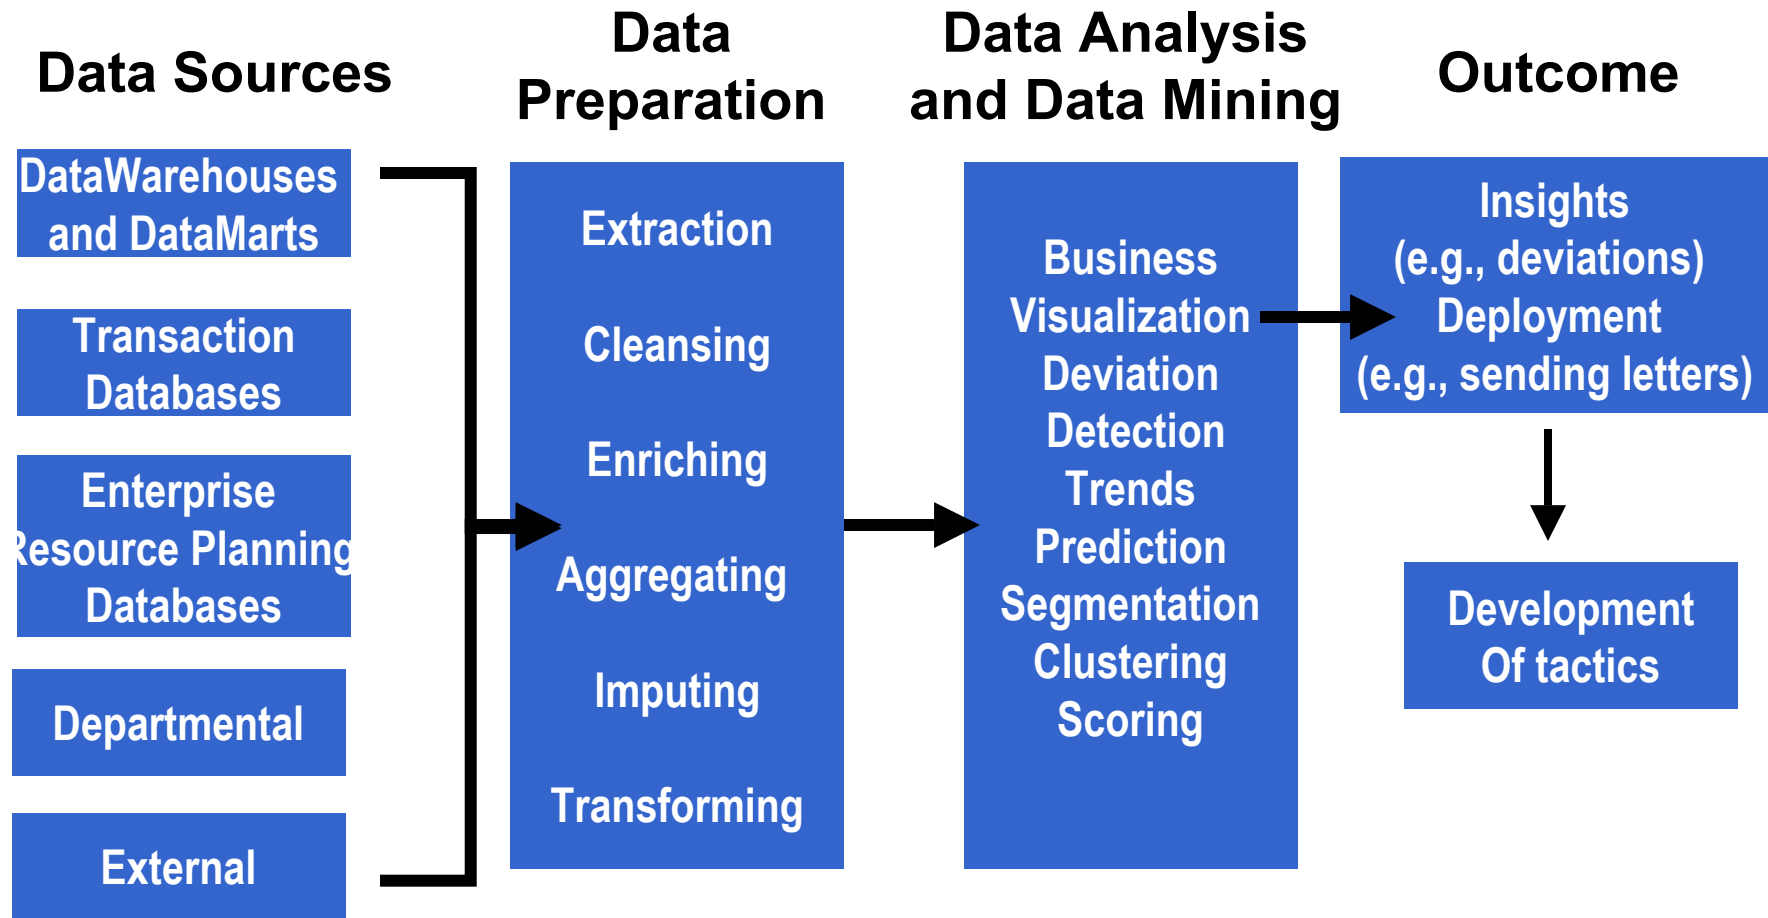 Data Sources
DataWarehouses
and DataMarts
Transaction
Databases
Enterprise
Resource Planning
Databases
Departmental
External
Data
Preparation
Extraction
Cleansing
Enriching
Aggregating
Imputing
Transforming
Data Analysis
and Data Mining
Business
Visualization
Deviation
Detection
Trends
Prediction
Segmentation
Clustering
Scoring
Outcome
Insights
(e.g., deviations)
Deployment
(e.g., sending letters)
Development
Of tactics